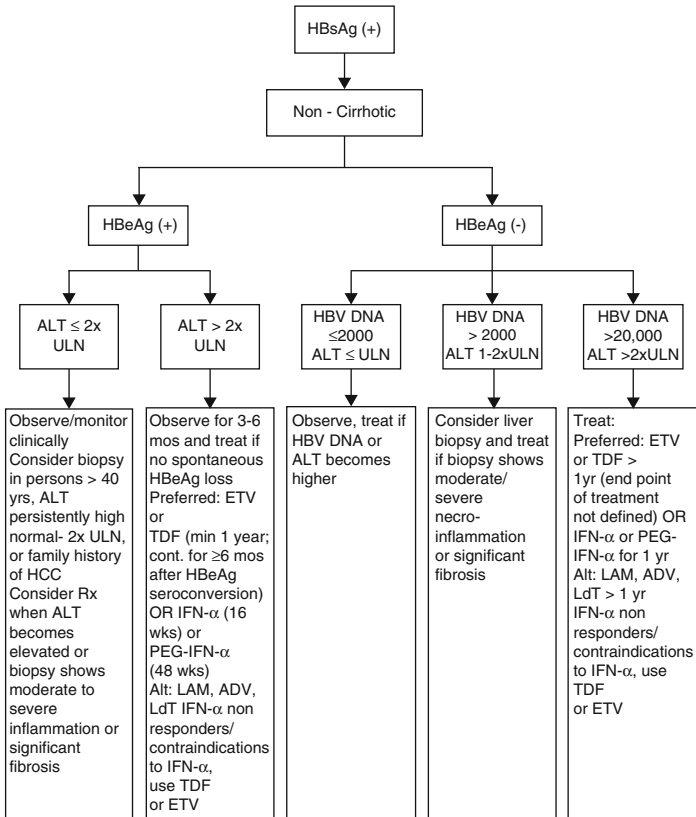 HBsAg (+)
Non - Cirrhotic
HBeAg (+)
HBeAg (-)
ALT ≤ 2x
ULN
ALT > 2x
ULN
HBV DNA
≤2000
ALT ≤ ULN
HBV DNA
> 2000
ALT 1-2xULN
HBV DNA
>20,000
ALT >2xULN
Observe/monitor
clinically
Consider biopsy
in persons > 40
yrs, ALT
persistently high
normal- 2x ULN,
or family history
of HCC
Consider Rx
when ALT
becomes
elevated or
biopsy shows
moderate to
severe
inflammation or
significant
fibrosis
Observe for 3-6
mos and treat if
no spontaneous
HBeAg loss
Preferred: ETV
or
TDF (min 1 year;
cont. for ≥6 mos
after HBeAg
seroconversion)
OR IFN-α (16
wks) or
PEG-IFN-α
(48 wks)
Alt: LAM, ADV,
LdT IFN-α non
responders/
contraindications
to IFN-α,
use TDF
or ETV
Observe, treat if
HBV DNA or
ALT becomes
higher
Consider liver
biopsy and treat
if biopsy shows
moderate/
severe
necro-
inflammation
or significant
fibrosis
Treat:
Preferred: ETV
or TDF >
1yr (end point
of treatment
not defined) OR
IFN-α or PEG-
IFN-α for 1 yr
Alt: LAM, ADV,
LdT > 1 yr
IFN-α non
responders/
contraindications
to IFN-α, use
TDF
or ETV